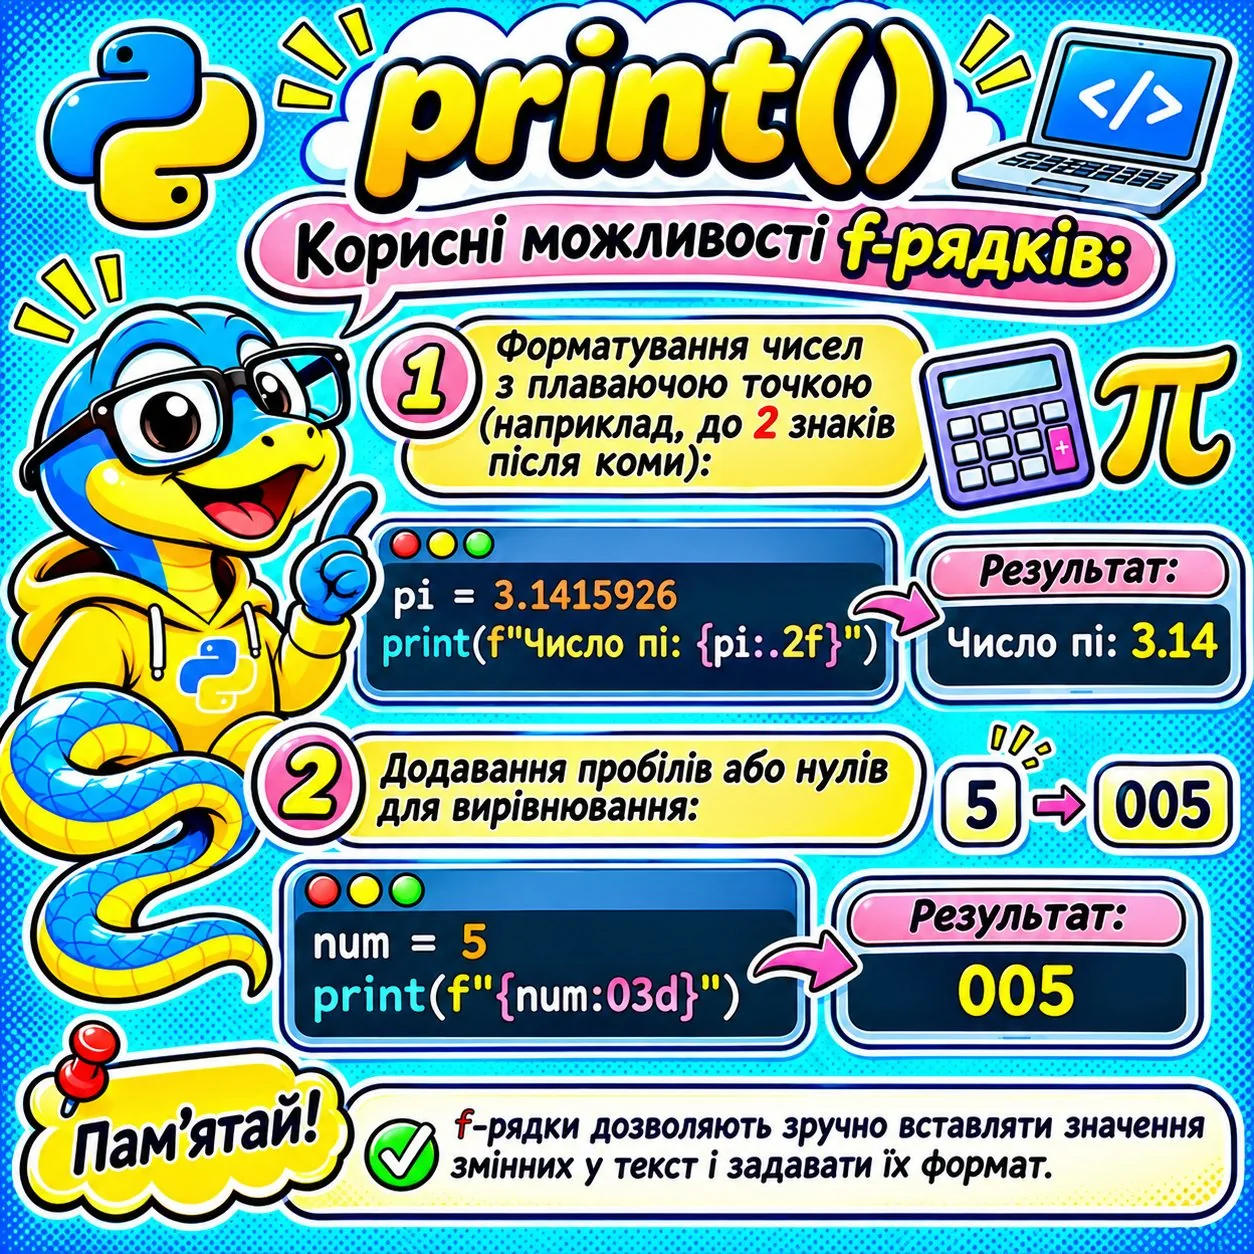 print()
</>
Корисні можливості f-рядків:
1
Форматування чисел
з плаваючою точкою
(наприклад, до 2 знаків
після коми):
+
π
pi = 3.1415926
print(f"Число пі: {pi:.2f}")
Результат:
Число пі: 3.14
2
Додавання пробілів або нулів
для вирівнювання:
5
005
num = 5
print(f"{num:03d}")
Результат:
005
Пам'ятай!
f-рядки дозволяють зручно вставляти значення
змінних у текст і задавати їх формат.